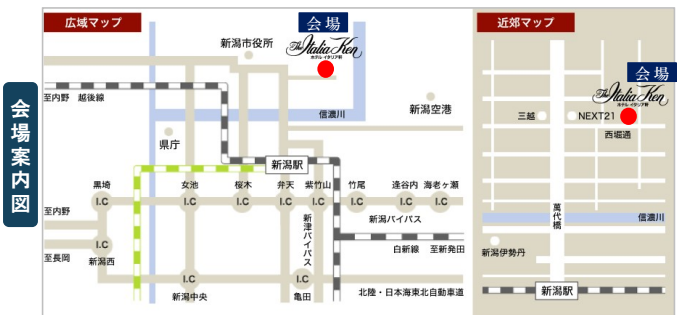 会場案内図
広域マップ
会場
新潟市役所
The Italia Ken
ホテルイタリア軒
至内野 越後線
信濃川
新潟空港
県庁
新潟駅
黒埼
女池
桜木
弁天
紫竹山
竹尾
逢谷内
海老ヶ瀬
I.C
I.C
I.C
I.C
I.C
I.C
I.C
I.C
至内野
新潟バイパス
新津バイパス
I.C
白新線 至新発田
至長岡
新潟西
I.C
I.C
新潟中央
亀田
北陸・日本海東北自動車道
近郊マップ
会場
The Italia Ken
ホテルイタリア軒
三越
NEXT21
西堀通
萬代橋
信濃川
新潟伊勢丹
新潟駅